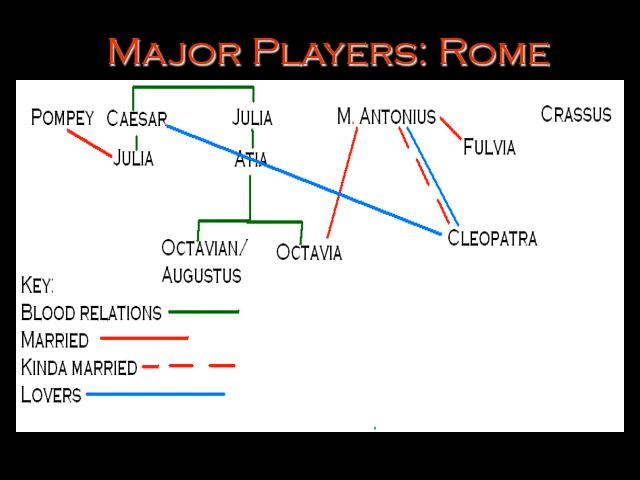 Major Players: Rome
Pompey Caesar Julia M. Antonius Crassus
Julia Atia Fulvia
Cleopatra
Octavian/ Octavia
Augustus
Key:
Blood relations
Married
Kinda married
Lovers